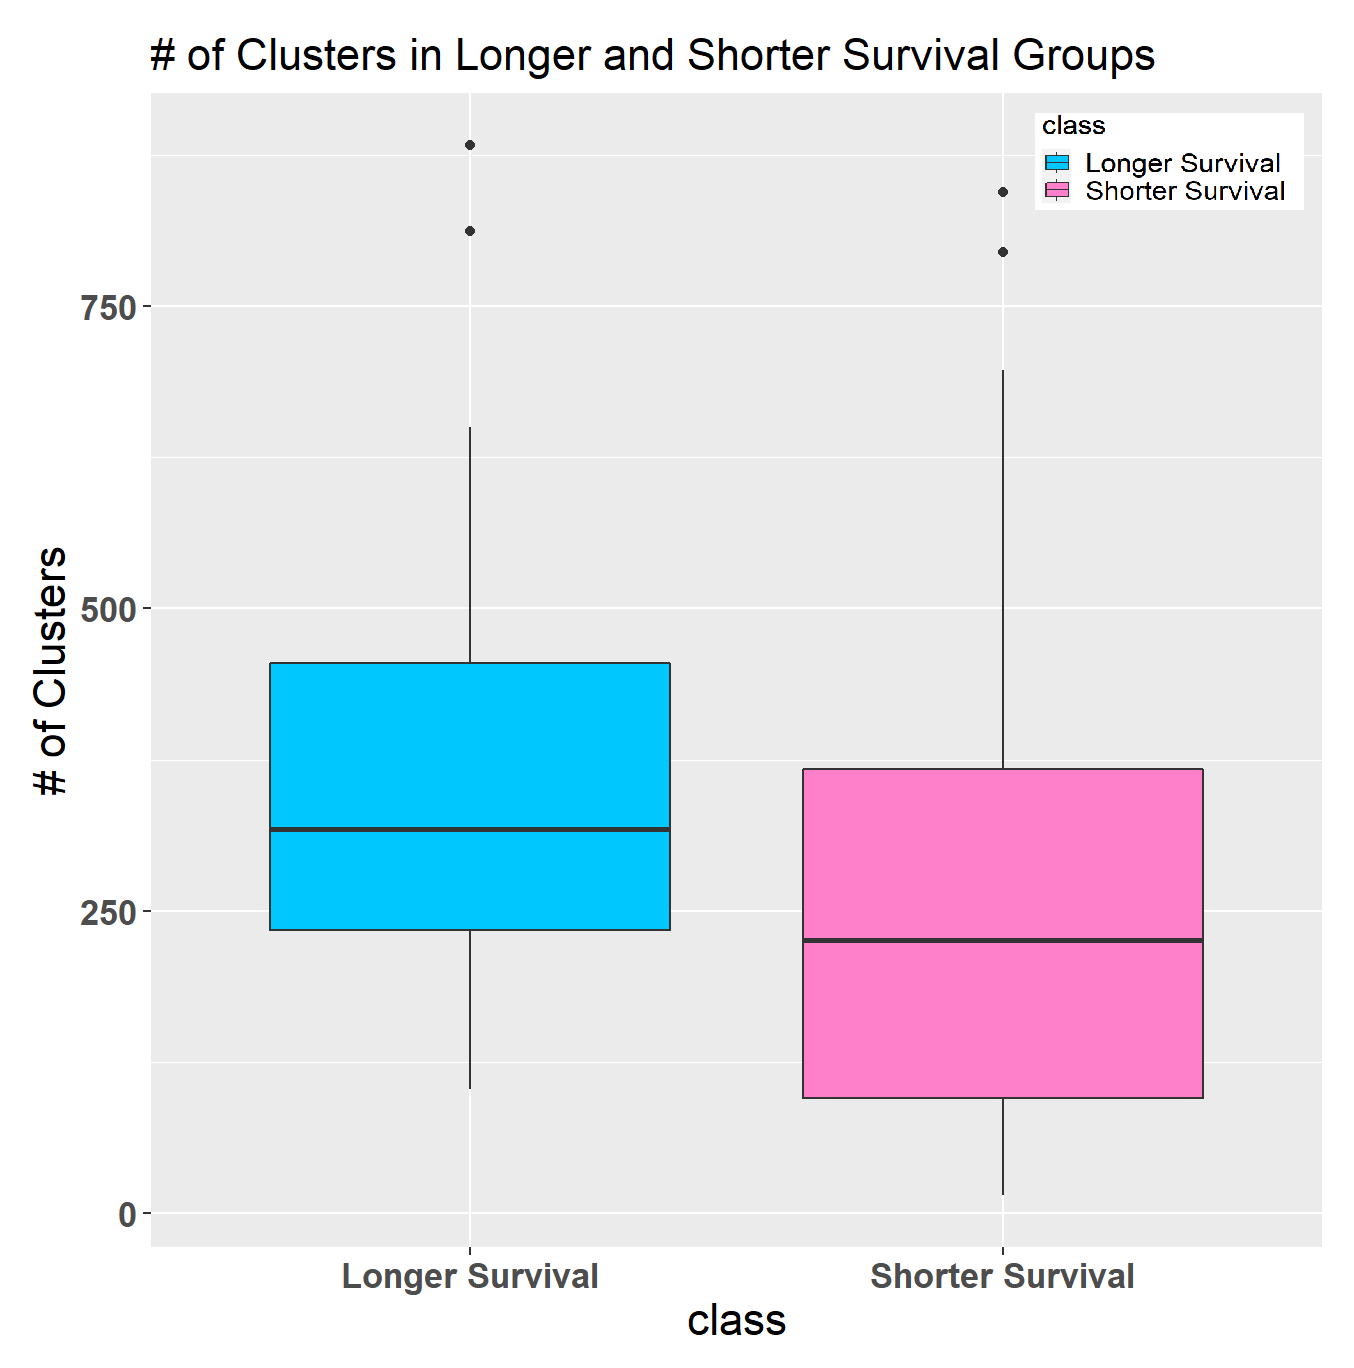 # of Clusters in Longer and Shorter Survival Groups
class
Longer Survival
Shorter Survival
750
500
250
0
# of Clusters
Longer Survival
Shorter Survival
class